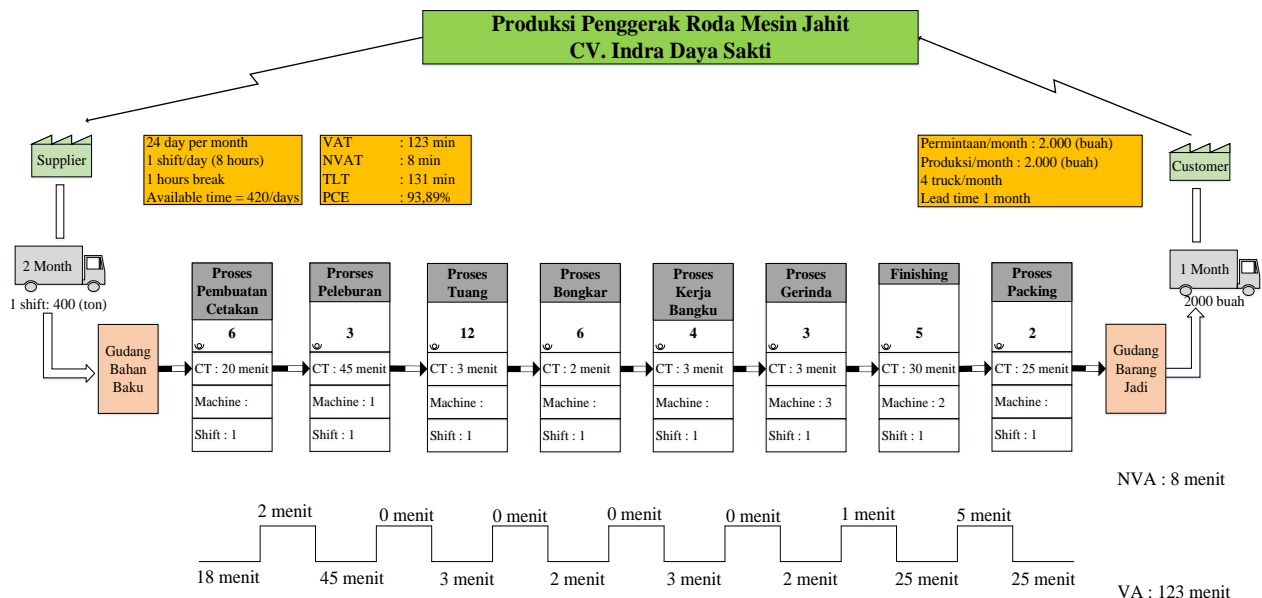 Produksi Penggerak Roda Mesin Jahit
CV. Indra Daya Sakti
Supplier
24 day per month
1 shift/day (8 hours)
1 hours break
Available time = 420/days
VAT : 123 min
NVAT : 8 min
TLT : 131 min
PCE : 93,89%
Permintaan/month : 2.000 (buah)
Produksi/month : 2.000 (buah)
4 truck/month
Lead time 1 month
Customer
2 Month
1 shift: 400 (ton)
1 Month
2000 buah
Gudang
Bahan
Baku
Proses
Pembuatan
Cetakan
6
CT : 20 menit
Machine :
Shift : 1
Prorses
Peleburan
3
CT : 45 menit
Machine : 1
Shift : 1
Proses
Tuang
12
CT : 3 menit
Machine :
Shift : 1
Proses
Bongkar
6
CT : 2 menit
Machine :
Shift : 1
Proses
Kerja
Bangku
4
CT : 3 menit
Machine :
Shift : 1
Proses
Gerinda
3
CT : 3 menit
Machine : 3
Shift : 1
Finishing
5
CT : 30 menit
Machine : 2
Shift : 1
Proses
Packing
2
CT : 25 menit
Machine :
Shift : 1
Gudang
Barang
Jadi
NVA : 8 menit
2 menit 0 menit 0 menit 0 menit 0 menit 1 menit 5 menit
18 menit 45 menit 3 menit 2 menit 3 menit 2 menit 25 menit 25 menit
VA : 123 menit